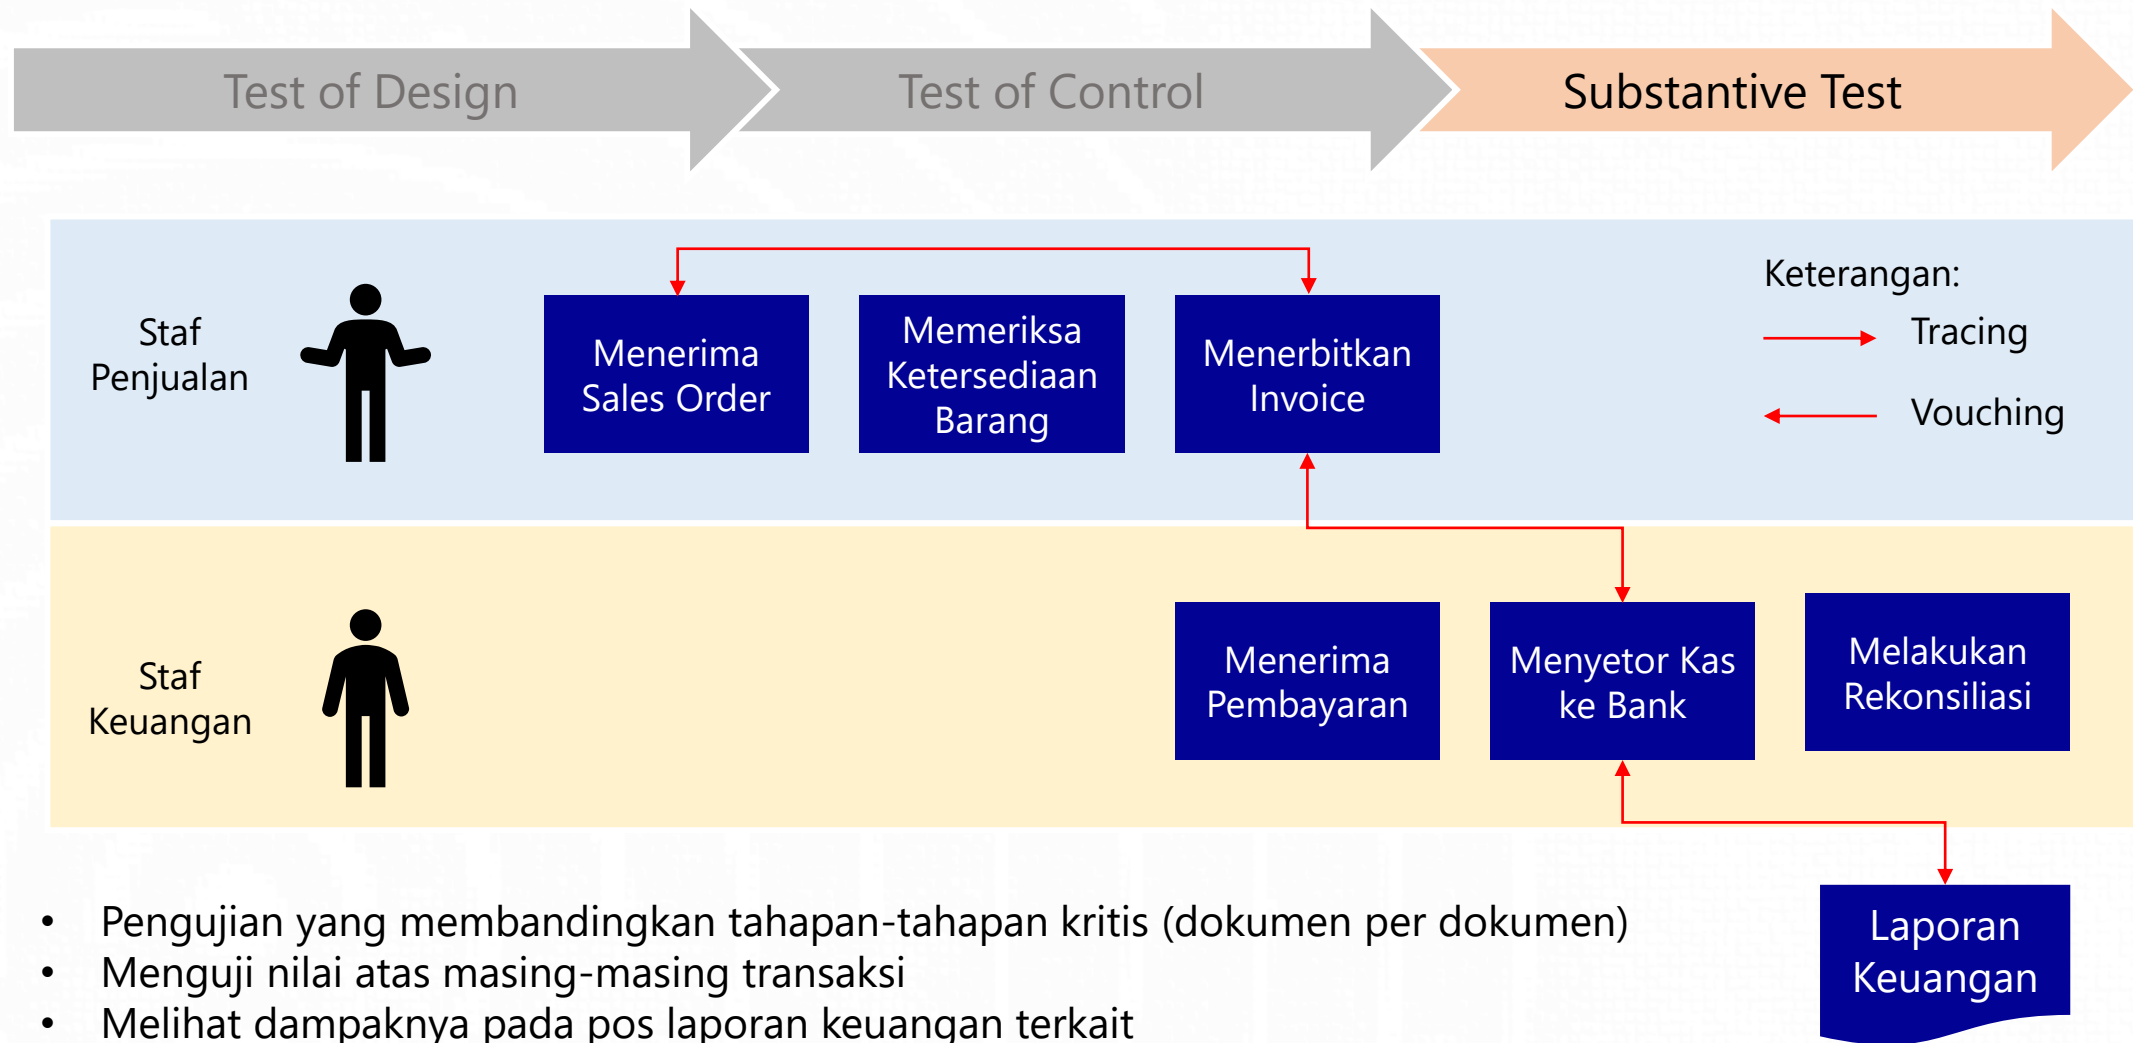 Test of Design
Test of Control
Substantive Test
Staf
Penjualan
Menerima
Sales Order
Memeriksa
Ketersediaan
Barang
Menerbitkan
Invoice
Keterangan:
Tracing
Vouching
Staf
Keuangan
Menerima
Pembayaran
Menyetor Kas
ke Bank
Melakukan
Rekonsiliasi
• Pengujian yang membandingkan tahapan-tahapan kritis (dokumen per dokumen)
• Menguji nilai atas masing-masing transaksi
• Melihat dampaknya pada pos laporan keuangan terkait
Laporan
Keuangan